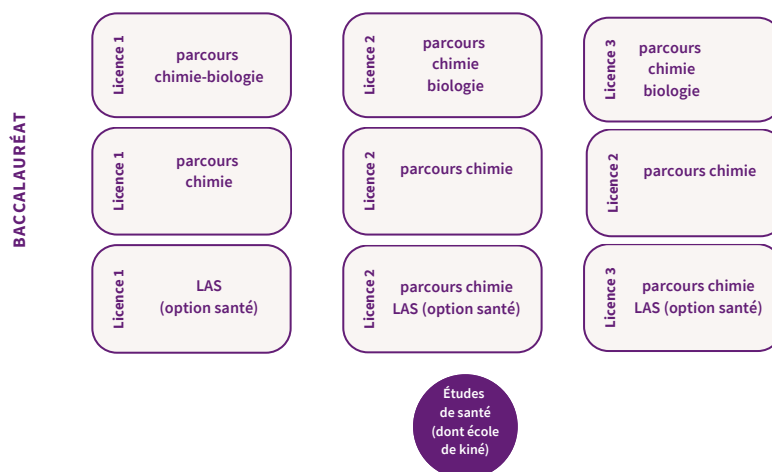 BACCALAURÉAT
Licence 1
parcours
chimie-biologie
Licence 2
parcours
chimie
biologie
Licence 3
parcours
chimie
biologie
Licence 1
parcours
chimie
Licence 2
parcours chimie
Licence 2
parcours chimie
Licence 1
LAS
(option santé)
Licence 2
parcours chimie
LAS (option santé)
Licence 3
parcours chimie
LAS (option santé)
Études
de santé
(dont école
de kiné)